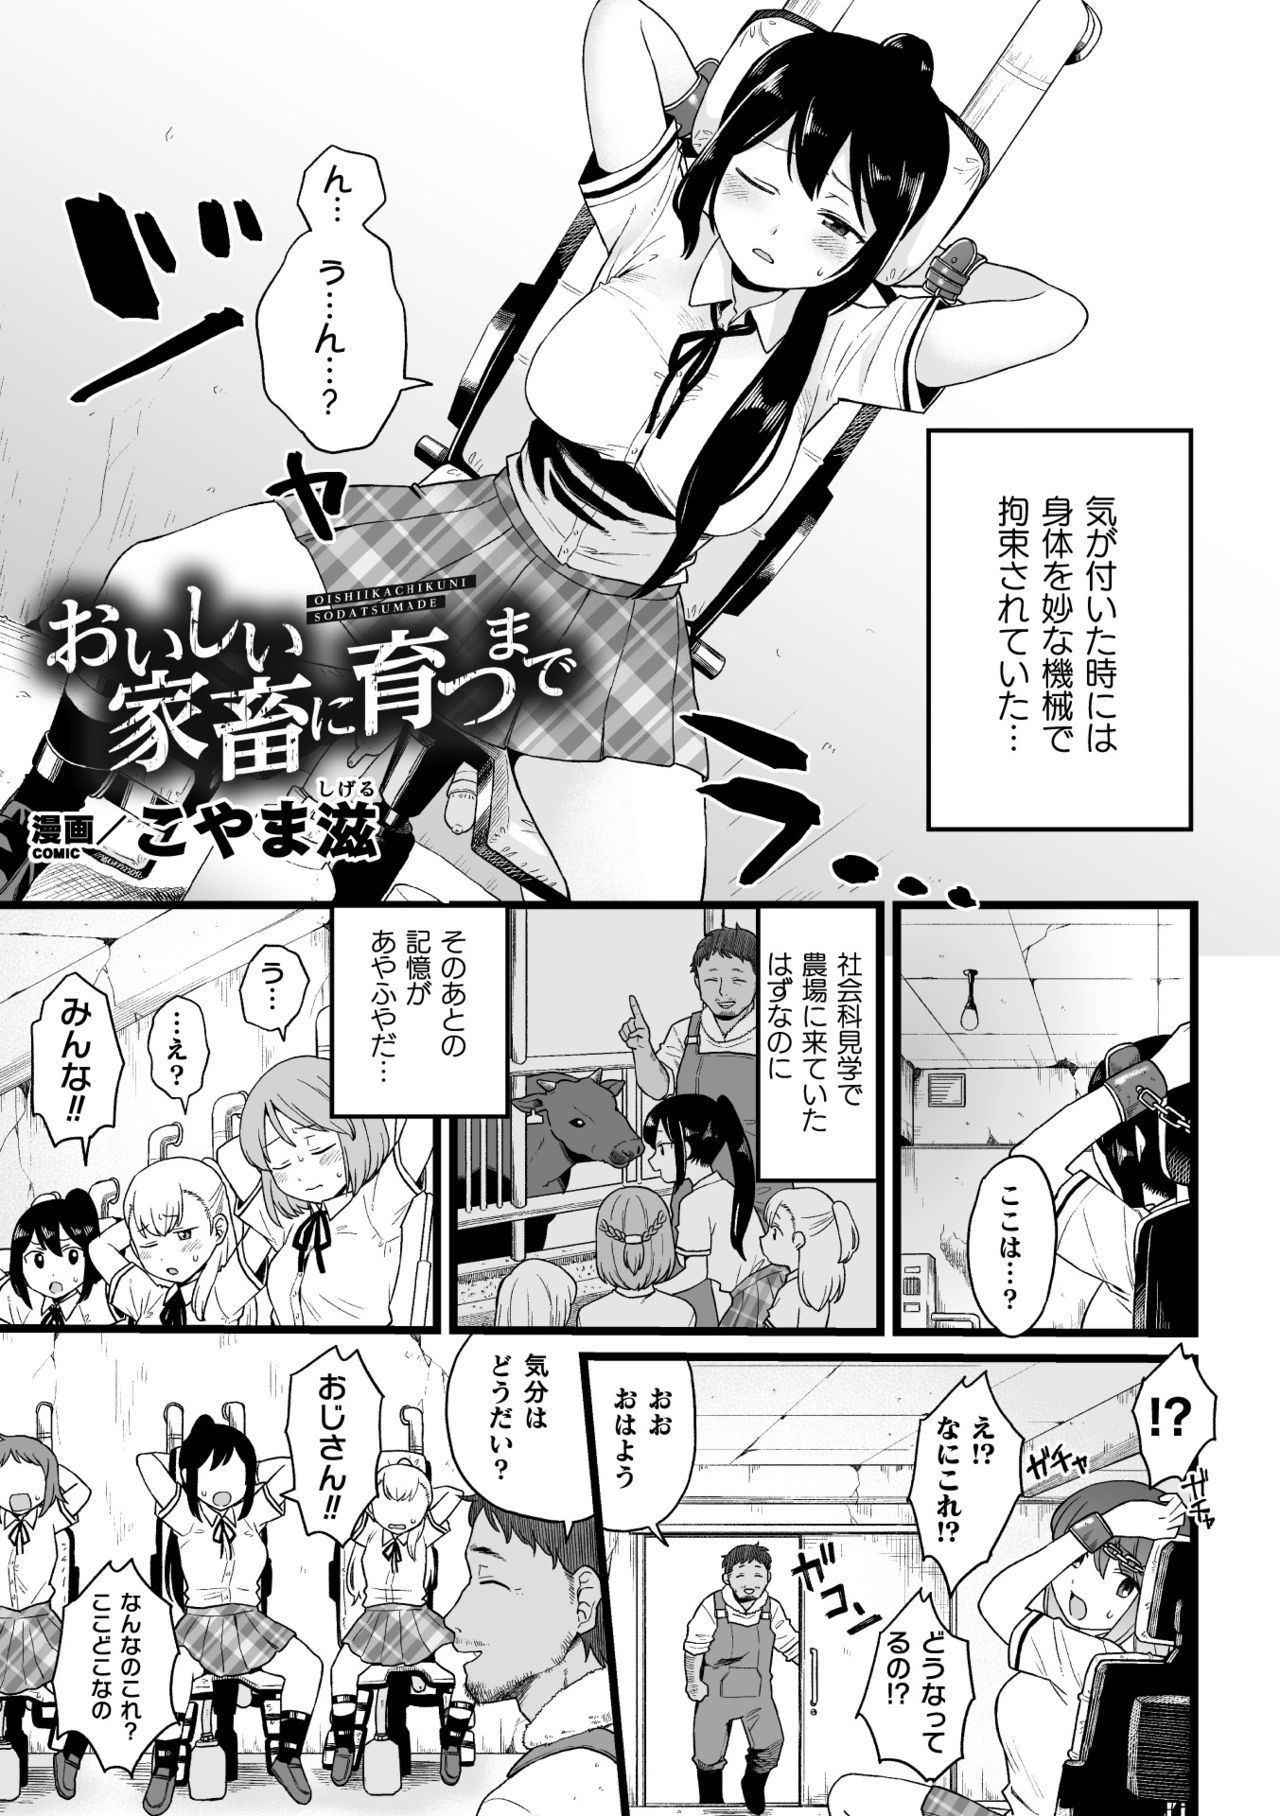 ん…
う…ん…?
ドン
ヤ
ラ…
気が付いた時には
身体を妙な機械で
拘束されていた…
OISHIIKACHIKUNI
SODATSUMADE
おいしい
家畜に育つまで
漫画
COMIC
こやま滋
しげる
ここは…?
社会科見学で
農場に来ていた
はずなのに
そのあとの
記憶が
あやふやだ…
う…
…え?
みんな!!
!?
ガチャ
ガチャ
え!?
なにこれ!?
どうなって
るの!?
ガコン
おお
おはよう
気分は
どうだい?
おじさん!!
なんなのこれ?
ここどこなの